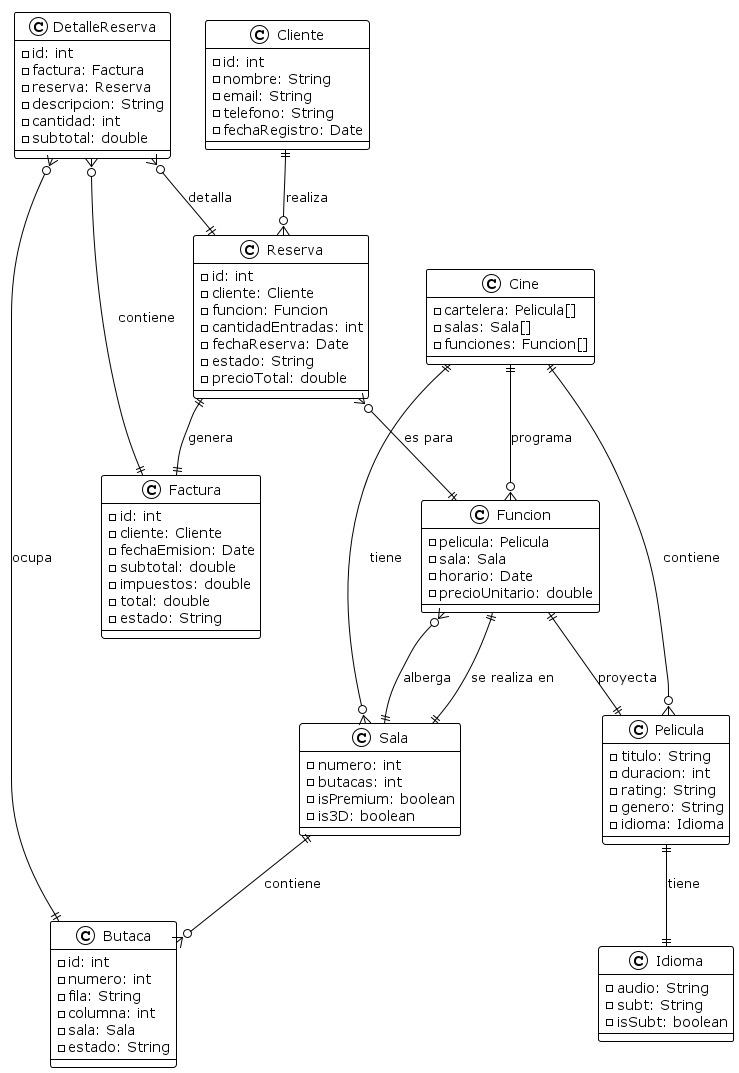 C DetalleReserva
id: int
factura: Factura
reserva: Reserva
descripcion: String
cantidad: int
subtotal: double
C Cliente
id: int
nombre: String
email: String
telefono: String
fechaRegistro: Date
detalla
realiza
C Reserva
id: int
cliente: Cliente
funcion: Funcion
cantidadEntradas: int
fechaReserva: Date
estado: String
precioTotal: double
C Cine
cartelera: Pelicula[]
salas: Sala[]
funciones: Funcion[]
contiene
genera
es para
programa
C Factura
id: int
cliente: Cliente
fechaEmision: Date
subtotal: double
impuestos: double
total: double
estado: String
C Funcion
pelicula: Pelicula
sala: Sala
horario: Date
precioUnitario: double
ocupa
tiene
contiene
alberga
se realiza en
proyecta
C Sala
numero: int
butacas: int
isPremium: boolean
is3D: boolean
C Pelicula
titulo: String
duracion: int
rating: String
genero: String
idioma: Idioma
contiene
tiene
C Butaca
id: int
numero: int
fila: String
columna: int
sala: Sala
estado: String
C Idioma
audio: String
subt: String
isSubt: boolean